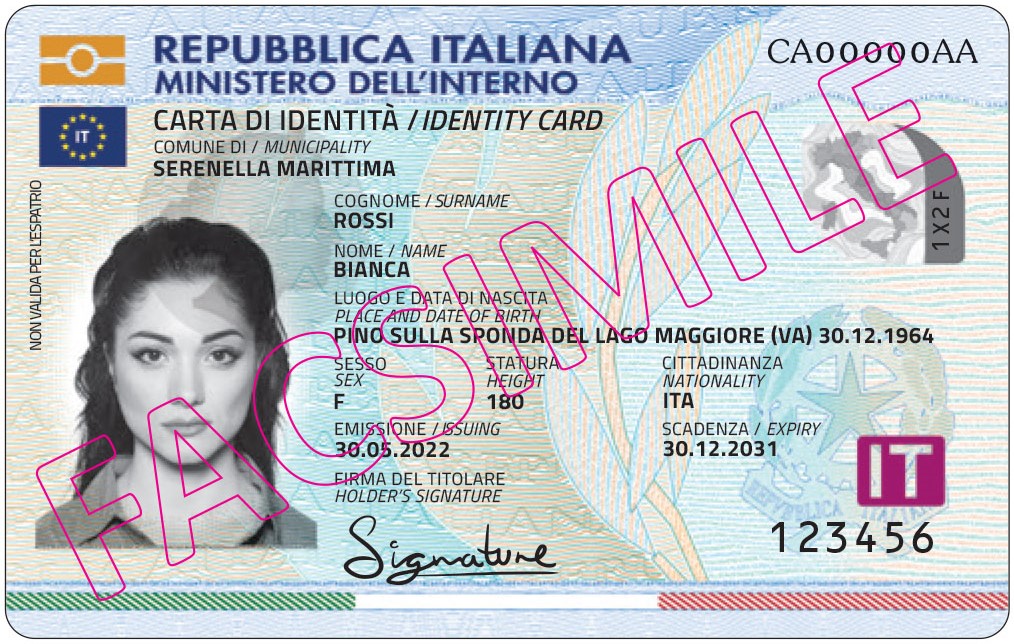 REPUBBLICA ITALIANA
MINISTERO DELL'INTERNO
CA00000AA
IT
CARTA DI IDENTITÀ / IDENTITY CARD
COMUNE DI / MUNICIPALITY
SERENELLA MARITTIMA
NON VALIDA PER L'ESPATRIO
COGNOME / SURNAME
ROSSI
NOME / NAME
BIANCA
LUOGO E DATA DI NASCITA
PLACE AND DATE OF BIRTH
PINO SULLA SPONDA DEL LAGO MAGGIORE (VA) 30.12.1964
SESSO STATURA CITTADINANZA
SEX HEIGHT NATIONALITY
F 180 ITA
EMISSIONE / ISSUING SCADENZA / EXPIRY
30.05.2022 30.12.2031
FIRMA DEL TITOLARE
HOLDER'S SIGNATURE
Signature
1X2F
IT
REPVBBLICA ITALIANA
123456
FACSIMILE